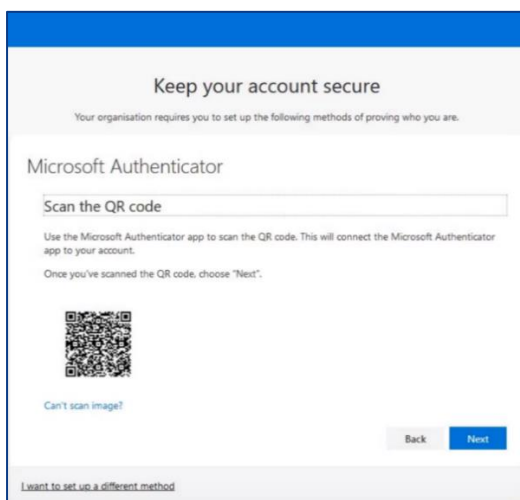 Keep your account secure
Your organisation requires you to set up the following methods of proving who you are.
Microsoft Authenticator
Scan the QR code
Use the Microsoft Authenticator app to scan the QR code. This will connect the Microsoft Authenticator
app to your account.
Once you've scanned the QR code, choose "Next".
Can't scan image?
Back Next
I want to set up a different method